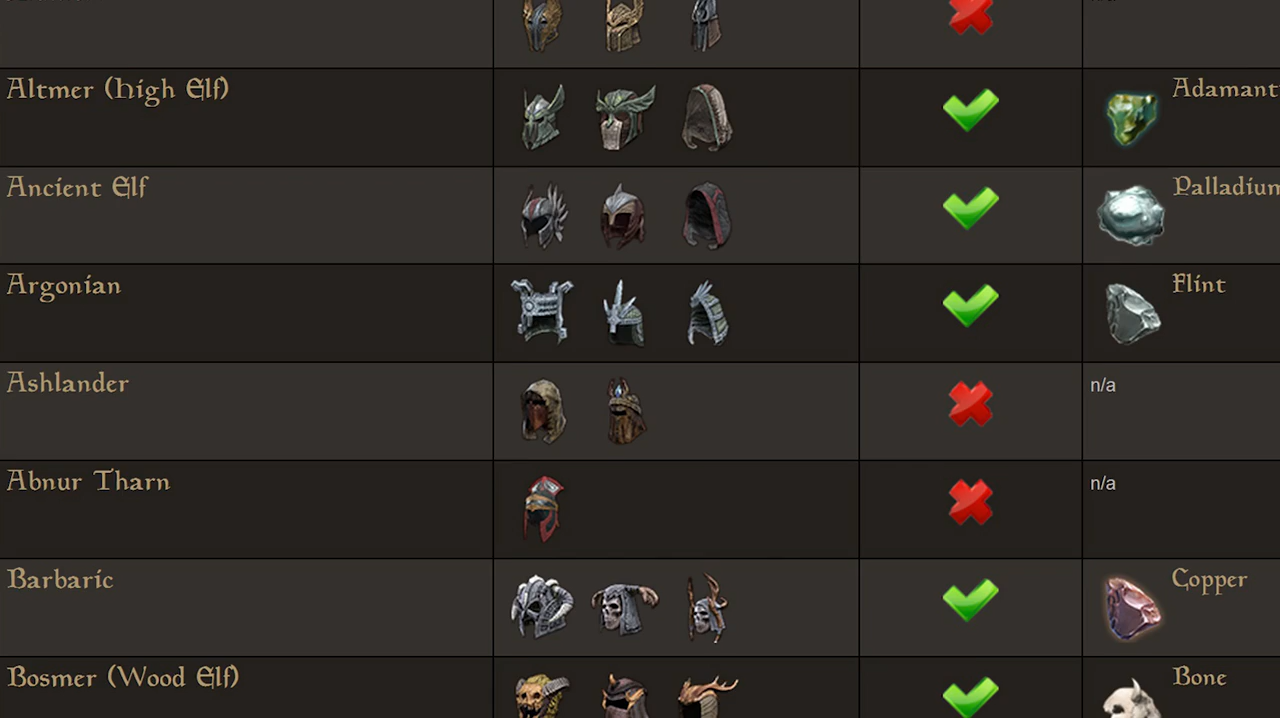 Altmer (High Elf)
Adamant
Ancient Elf
Palladium
Argonian
Flint
Ashlander
n/a
Abnur Tharn
n/a
Barbaric
Copper
Bosmer (Wood Elf)
Bone